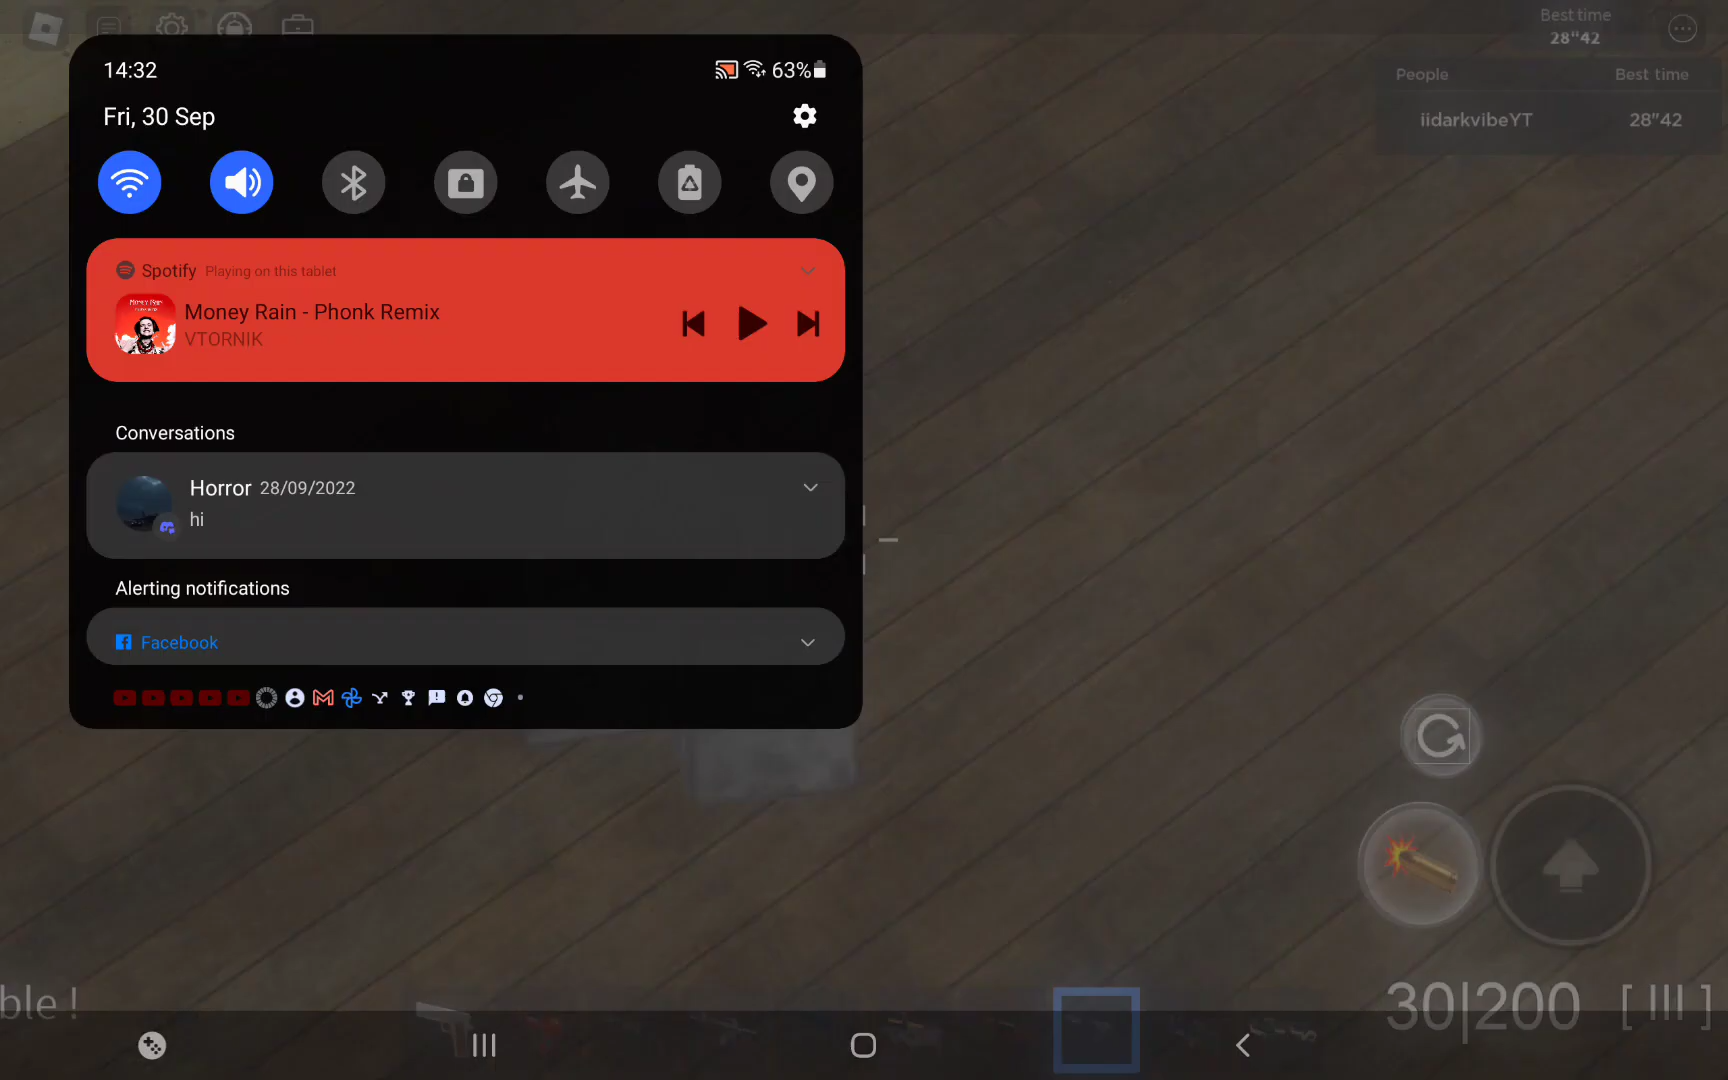 Best time
28"42
People Best time
iidarkvibeYT 28"42
14:32 63%
Fri, 30 Sep
Spotify Playing on this tablet
Money Rain - Phonk Remix
VTORNIK
Conversations
Horror 28/09/2022
hi
Alerting notifications
Facebook
ble !
30|200 [ III ]